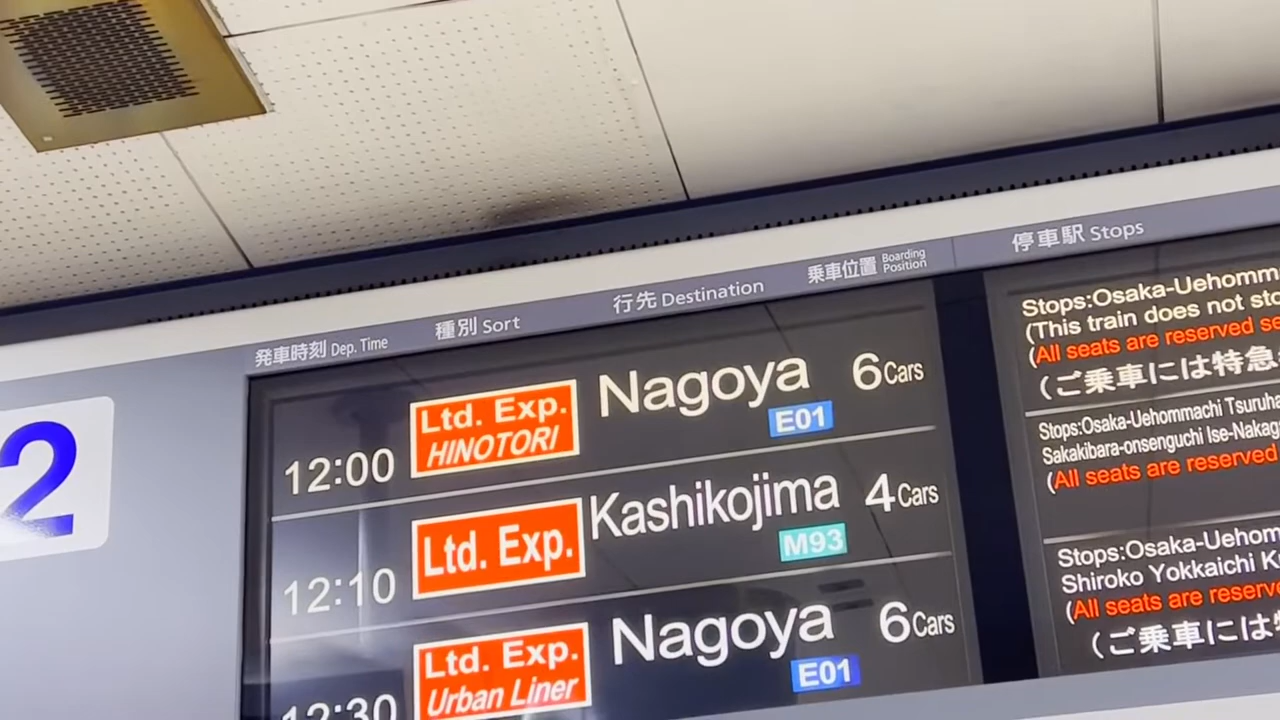 2
発車時刻 Dep. Time 種別 Sort 行先 Destination 乗車位置 Boarding Position 停車駅 Stops
12:00 Ltd. Exp. HINOTORI Nagoya E01 6Cars
Stops:Osaka-Uehomm
(This train does not sto
(All seats are reserved se
(ご乗車には特急
12:10 Ltd. Exp. Kashikojima M93 4Cars
Stops:Osaka-Uehommachi Tsuruha
Sakakibara-onsenguchi Ise-Nakag
(All seats are reserved
12:30 Ltd. Exp. Urban Liner Nagoya E01 6Cars
Stops:Osaka-Uehom
Shiroko Yokkaichi K
(All seats are reserve
(ご乗車には